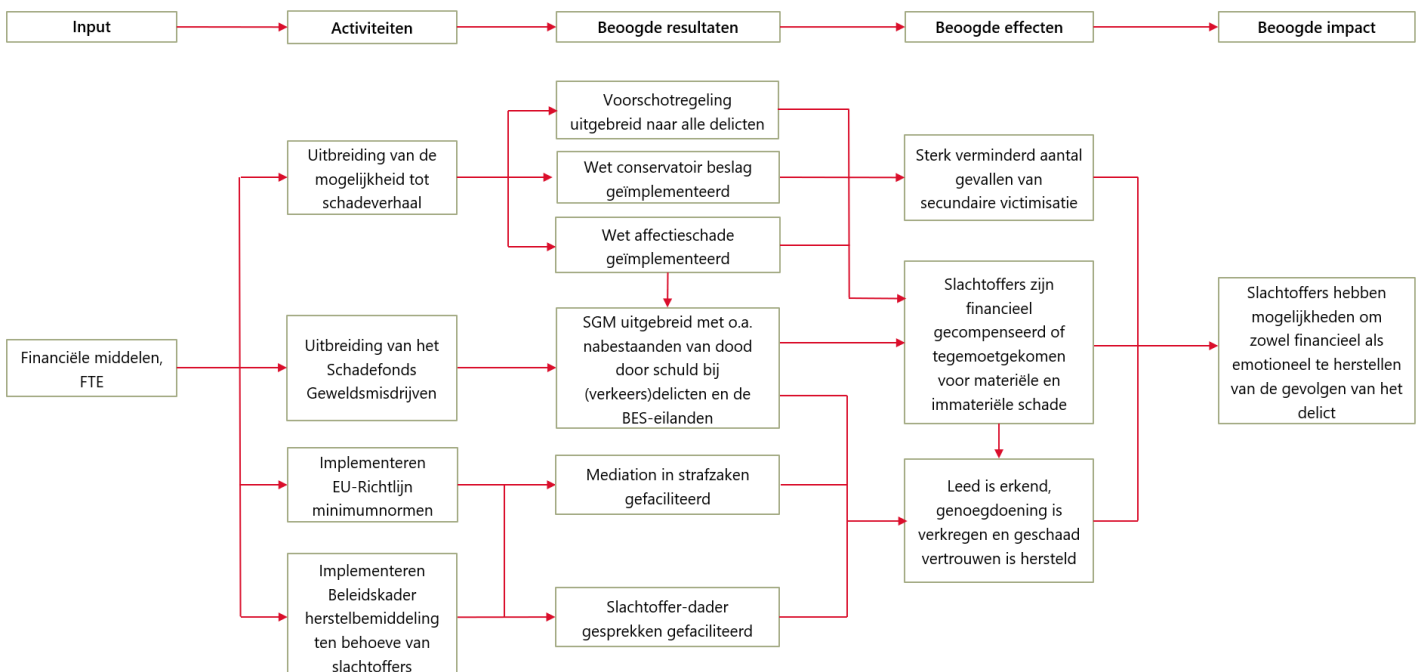 Input
Activiteiten
Beoogde resultaten
Beoogde effecten
Beoogde impact
Financiële middelen,
FTE
Uitbreiding van de
mogelijkheid tot
schadeverhaal
Uitbreiding van het
Schadefonds
Geweldsmisdrijven
Implementeren
EU-Richtlijn
minimumnormen
Implementeren
Beleidskader
herstelbemiddeling
ten behoeve van
slachtoffers
Voorschotregeling
uitgebreid naar alle delicten
Wet conservatoir beslag
geïmplementeerd
Wet affectieschade
geïmplementeerd
SGM uitgebreid met o.a.
nabestaanden van dood
door schuld bij
(verkeers)delicten en de
BES-eilanden
Mediation in strafzaken
gefaciliteerd
Slachtoffer-dader
gesprekken gefaciliteerd
Sterk verminderd aantal
gevallen van
secundaire victimisatie
Slachtoffers zijn
financieel
gecompenseerd of
tegemoetgekomen
voor materiële en
immateriële schade
Leed is erkend,
genoegdoening is
verkregen en geschaad
vertrouwen is hersteld
Slachtoffers hebben
mogelijkheden om
zowel financieel als
emotioneel te herstellen
van de gevolgen van het
delict